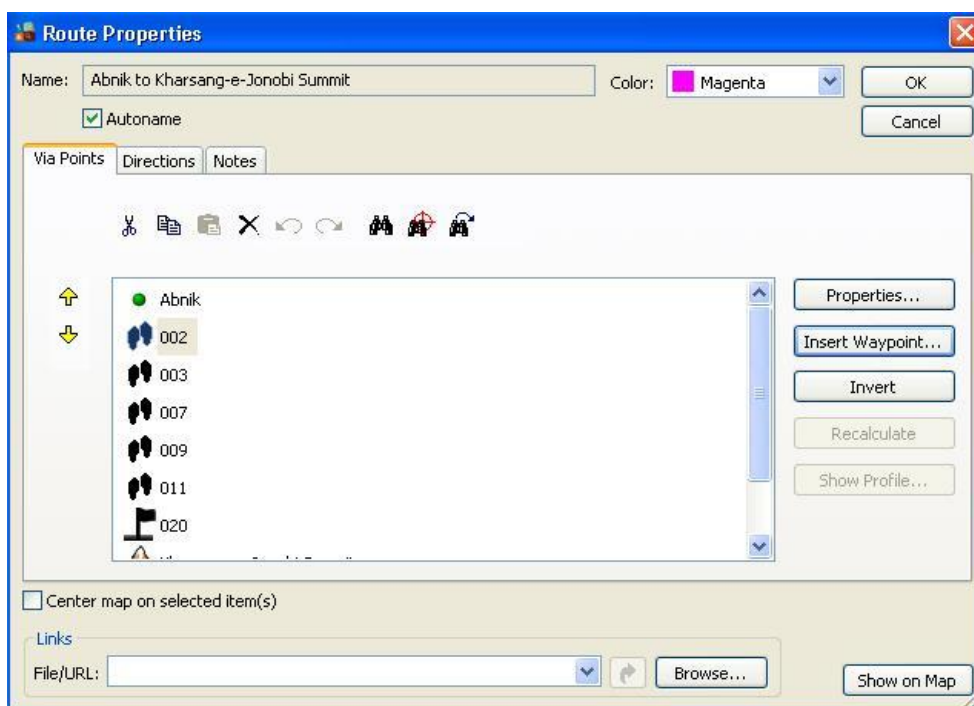 Route Properties
Name: Abnik to Kharsang-e-Jonobi Summit Color: Magenta OK
Autoname Cancel
Via Points Directions Notes
Abnik Properties...
002 Insert Waypoint...
003
007 Invert
009 Recalculate
011 Show Profile...
020
Center map on selected item(s)
Links
File/URL: Browse... Show on Map